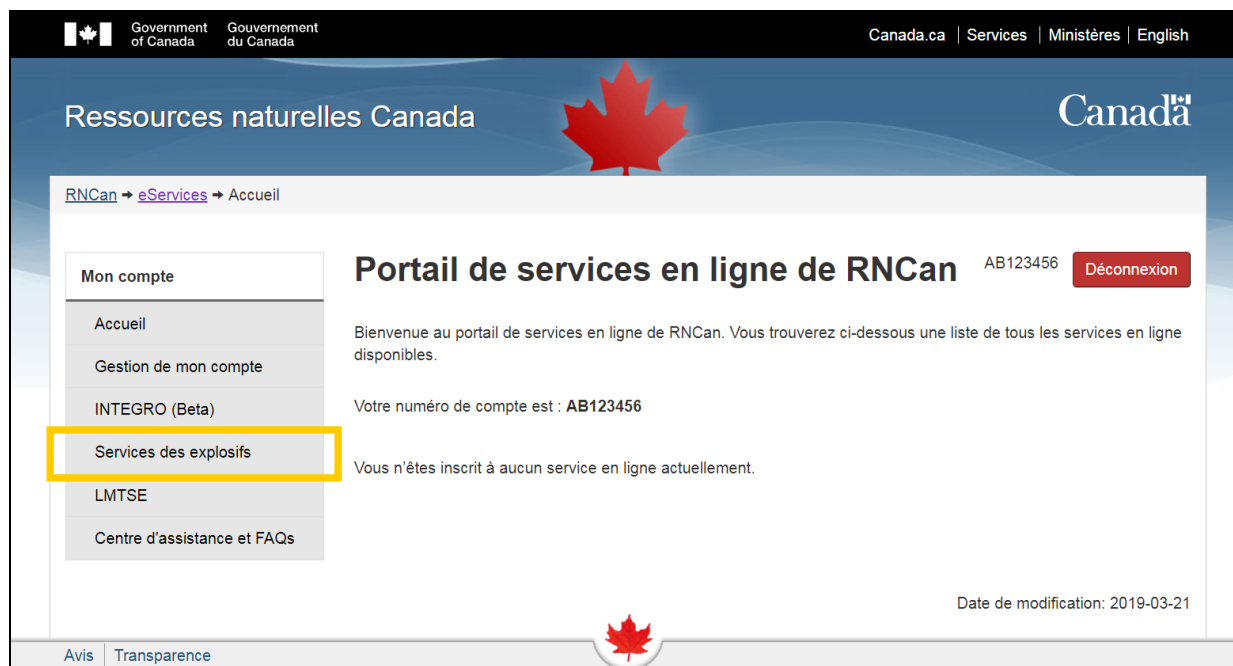 Government of Canada
Gouvernement du Canada
Canada.ca | Services | Ministères | English
Ressources naturelles Canada
Canada
RNCan → eServices → Accueil
Mon compte
Accueil
Gestion de mon compte
INTEGRO (Beta)
Services des explosifs
LMTSE
Centre d'assistance et FAQs
Portail de services en ligne de RNCan
AB123456
Déconnexion
Bienvenue au portail de services en ligne de RNCan. Vous trouverez ci-dessous une liste de tous les services en ligne
disponibles.
Votre numéro de compte est : AB123456
Vous n'êtes inscrit à aucun service en ligne actuellement.
Date de modification: 2019-03-21
Avis | Transparence